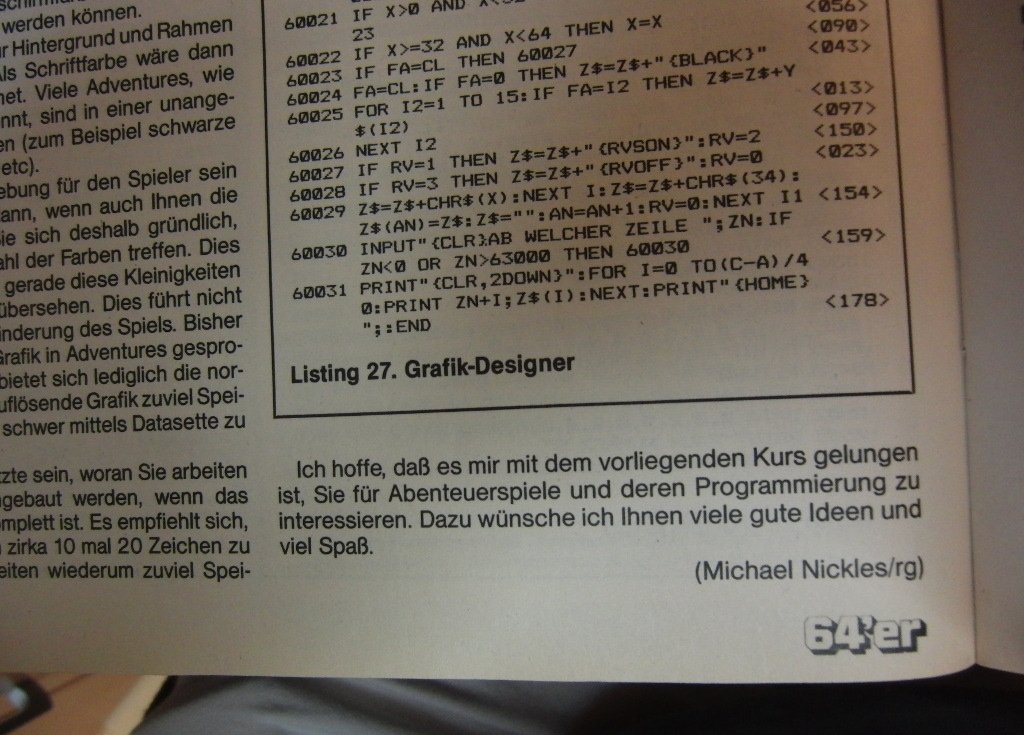 werden können.
Hintergrund und Rahmen
Als Schriftfarbe wäre dann
net. Viele Adventures, wie
nnt, sind in einer unange-
en (zum Beispiel schwarze
etc).
ebung für den Spieler sein
ann, wenn auch Ihnen die
ie sich deshalb gründlich,
ahl der Farben treffen. Dies
gerade diese Kleinigkeiten
übersehen. Dies führt nicht
inderung des Spiels. Bisher
Grafik in Adventures gespro-
bietet sich lediglich die nor-
uflösende Grafik zuviel Spei-
schwer mittels Datasette zu
tzte sein, woran Sie arbeiten
ngebaut werden, wenn das
omplett ist. Es empfiehlt sich,
zirka 10 mal 20 Zeichen zu
eiten wiederum zuviel Spei-
60021 IF X>0 AND <056>
23
60022 IF X>=32 AND X<64 THEN X=X <090>
60023 IF FA=CL THEN 60027 <043>
60024 FA=CL:IF FA=0 THEN Z$=Z$+"{BLACK}"
60025 FOR I2=1 TO 15:IF FA=I2 THEN Z$=Z$+Y <013>
$(I2) <097>
60026 NEXT I2 <150>
60027 IF RV=1 THEN Z$=Z$+"{RVSON}":RV=2 <023>
60028 IF RV=3 THEN Z$=Z$+"{RVOFF}":RV=0
60029 Z$=Z$+CHR$(X):NEXT I:Z$=Z$+CHR$(34):
Z$(AN)=Z$:Z$="":AN=AN+1:RV=0:NEXT I1 <154>
60030 INPUT"{CLR}AB WELCHER ZEILE ";ZN:IF
ZN<0 OR ZN>63000 THEN 60030 <159>
60031 PRINT"{CLR,2DOWN}":FOR I=0 TO(C-A)/4
0:PRINT ZN+I;Z$(I):NEXT:PRINT"{HOME}
";:END <178>
Listing 27. Grafik-Designer
Ich hoffe, daß es mir mit dem vorliegenden Kurs gelungen
ist, Sie für Abenteuerspiele und deren Programmierung zu
interessieren. Dazu wünsche ich Ihnen viele gute Ideen und
viel Spaß.
(Michael Nickles/rg)
64'er